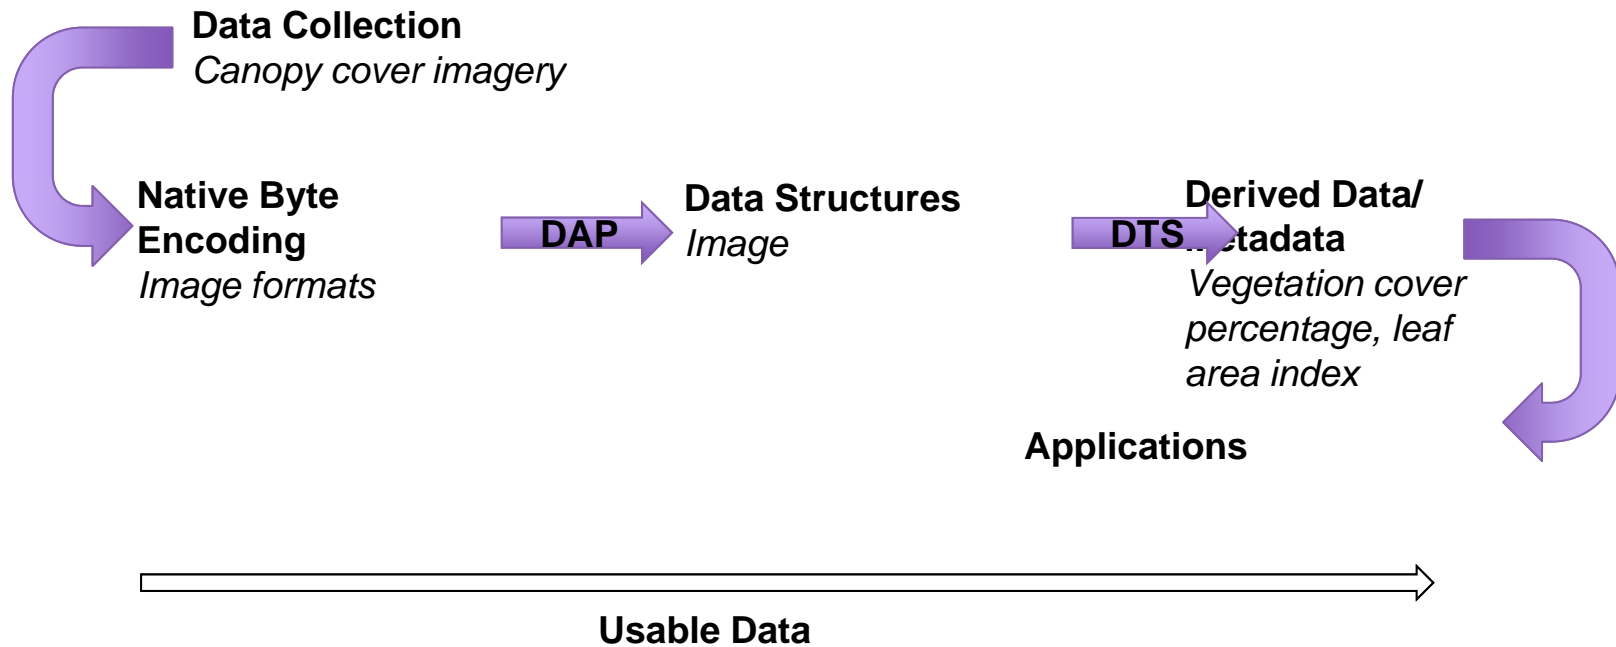 Data Collection
Canopy cover imagery
Native Byte
Encoding
Image formats
DAP
Data Structures
Image
DTS
Derived Data/
Metadata
Vegetation cover
percentage, leaf
area index
Applications
Usable Data